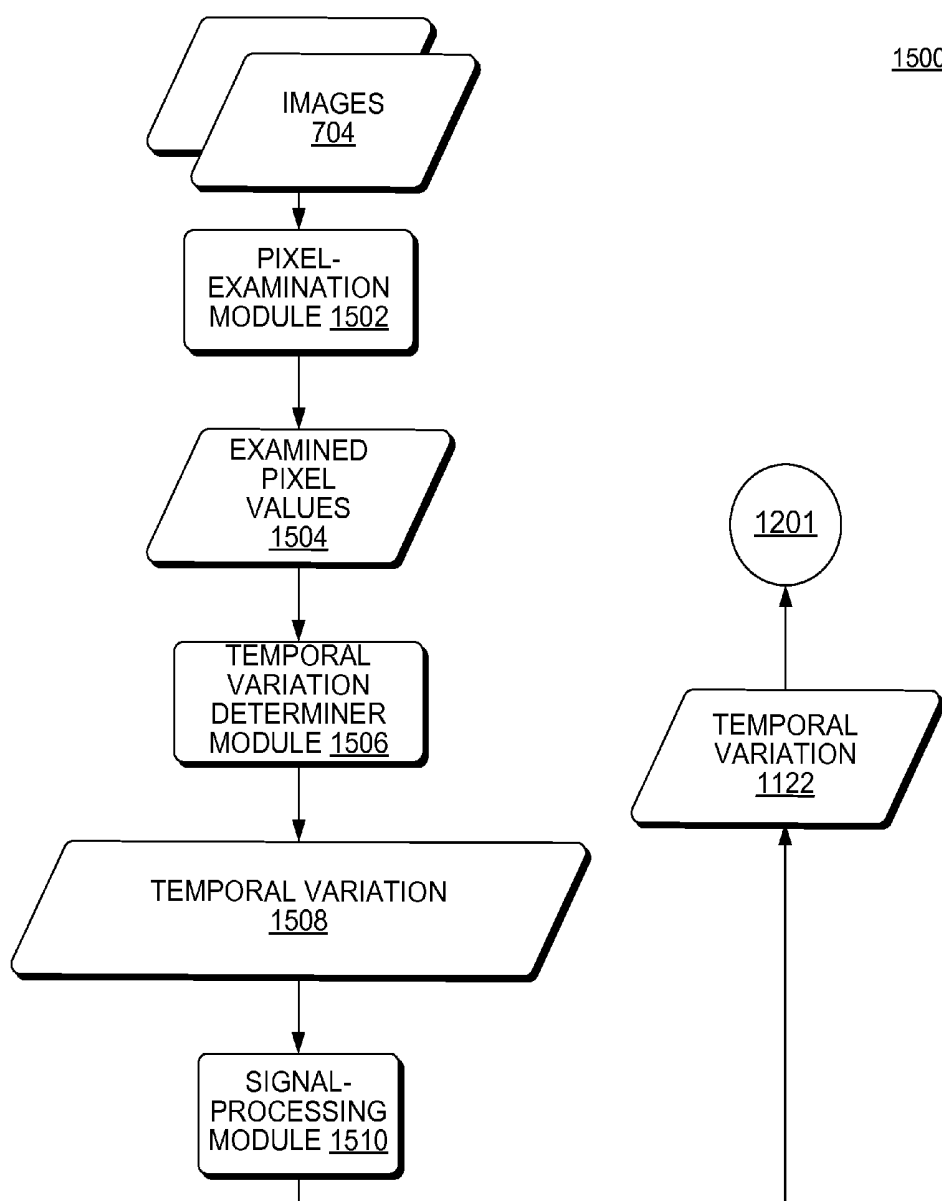 1500
IMAGES
704
PIXEL-
EXAMINATION
MODULE 1502
EXAMINED
PIXEL
VALUES
1504
TEMPORAL
VARIATION
DETERMINER
MODULE 1506
TEMPORAL VARIATION
1508
SIGNAL-
PROCESSING
MODULE 1510
1201
TEMPORAL
VARIATION
1122